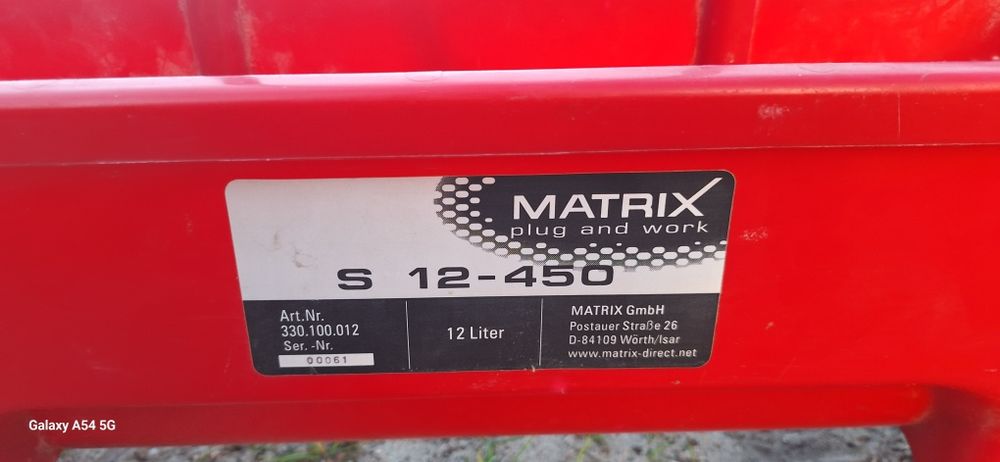 MATRIX
plug and work
S 12-450
Art.Nr.
330.100.012
Ser.-Nr.
00061
12 Liter
MATRIX GmbH
Postauer Straße 26
D-84109 Wörth/Isar
www.matrix-direct.net
Galaxy A54 5G